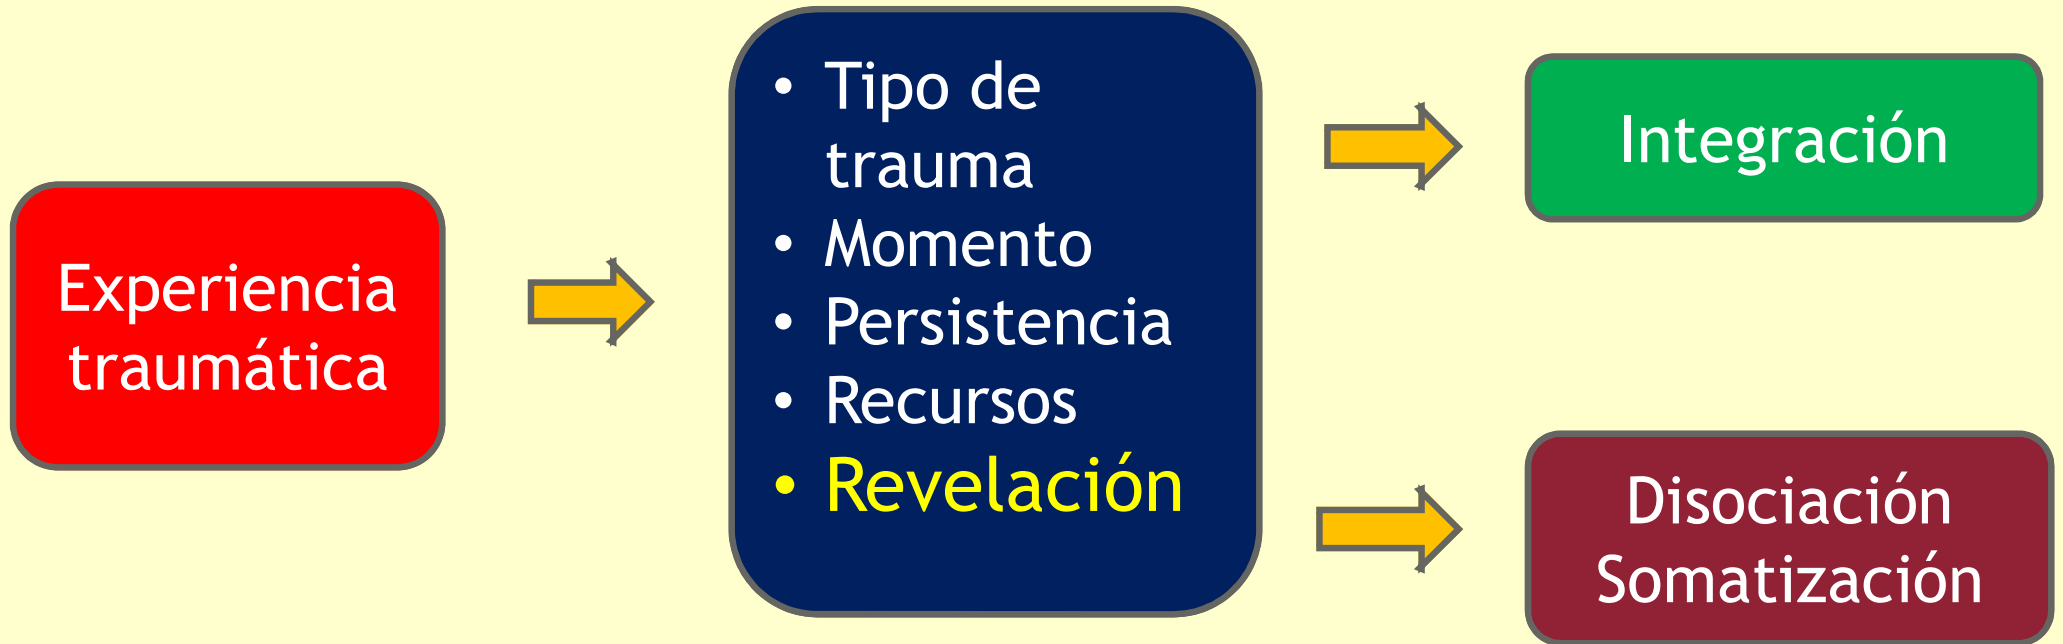 Experiencia
traumática
• Tipo de
trauma
• Momento
• Persistencia
• Recursos
• Revelación
Integración
Disociación
Somatización